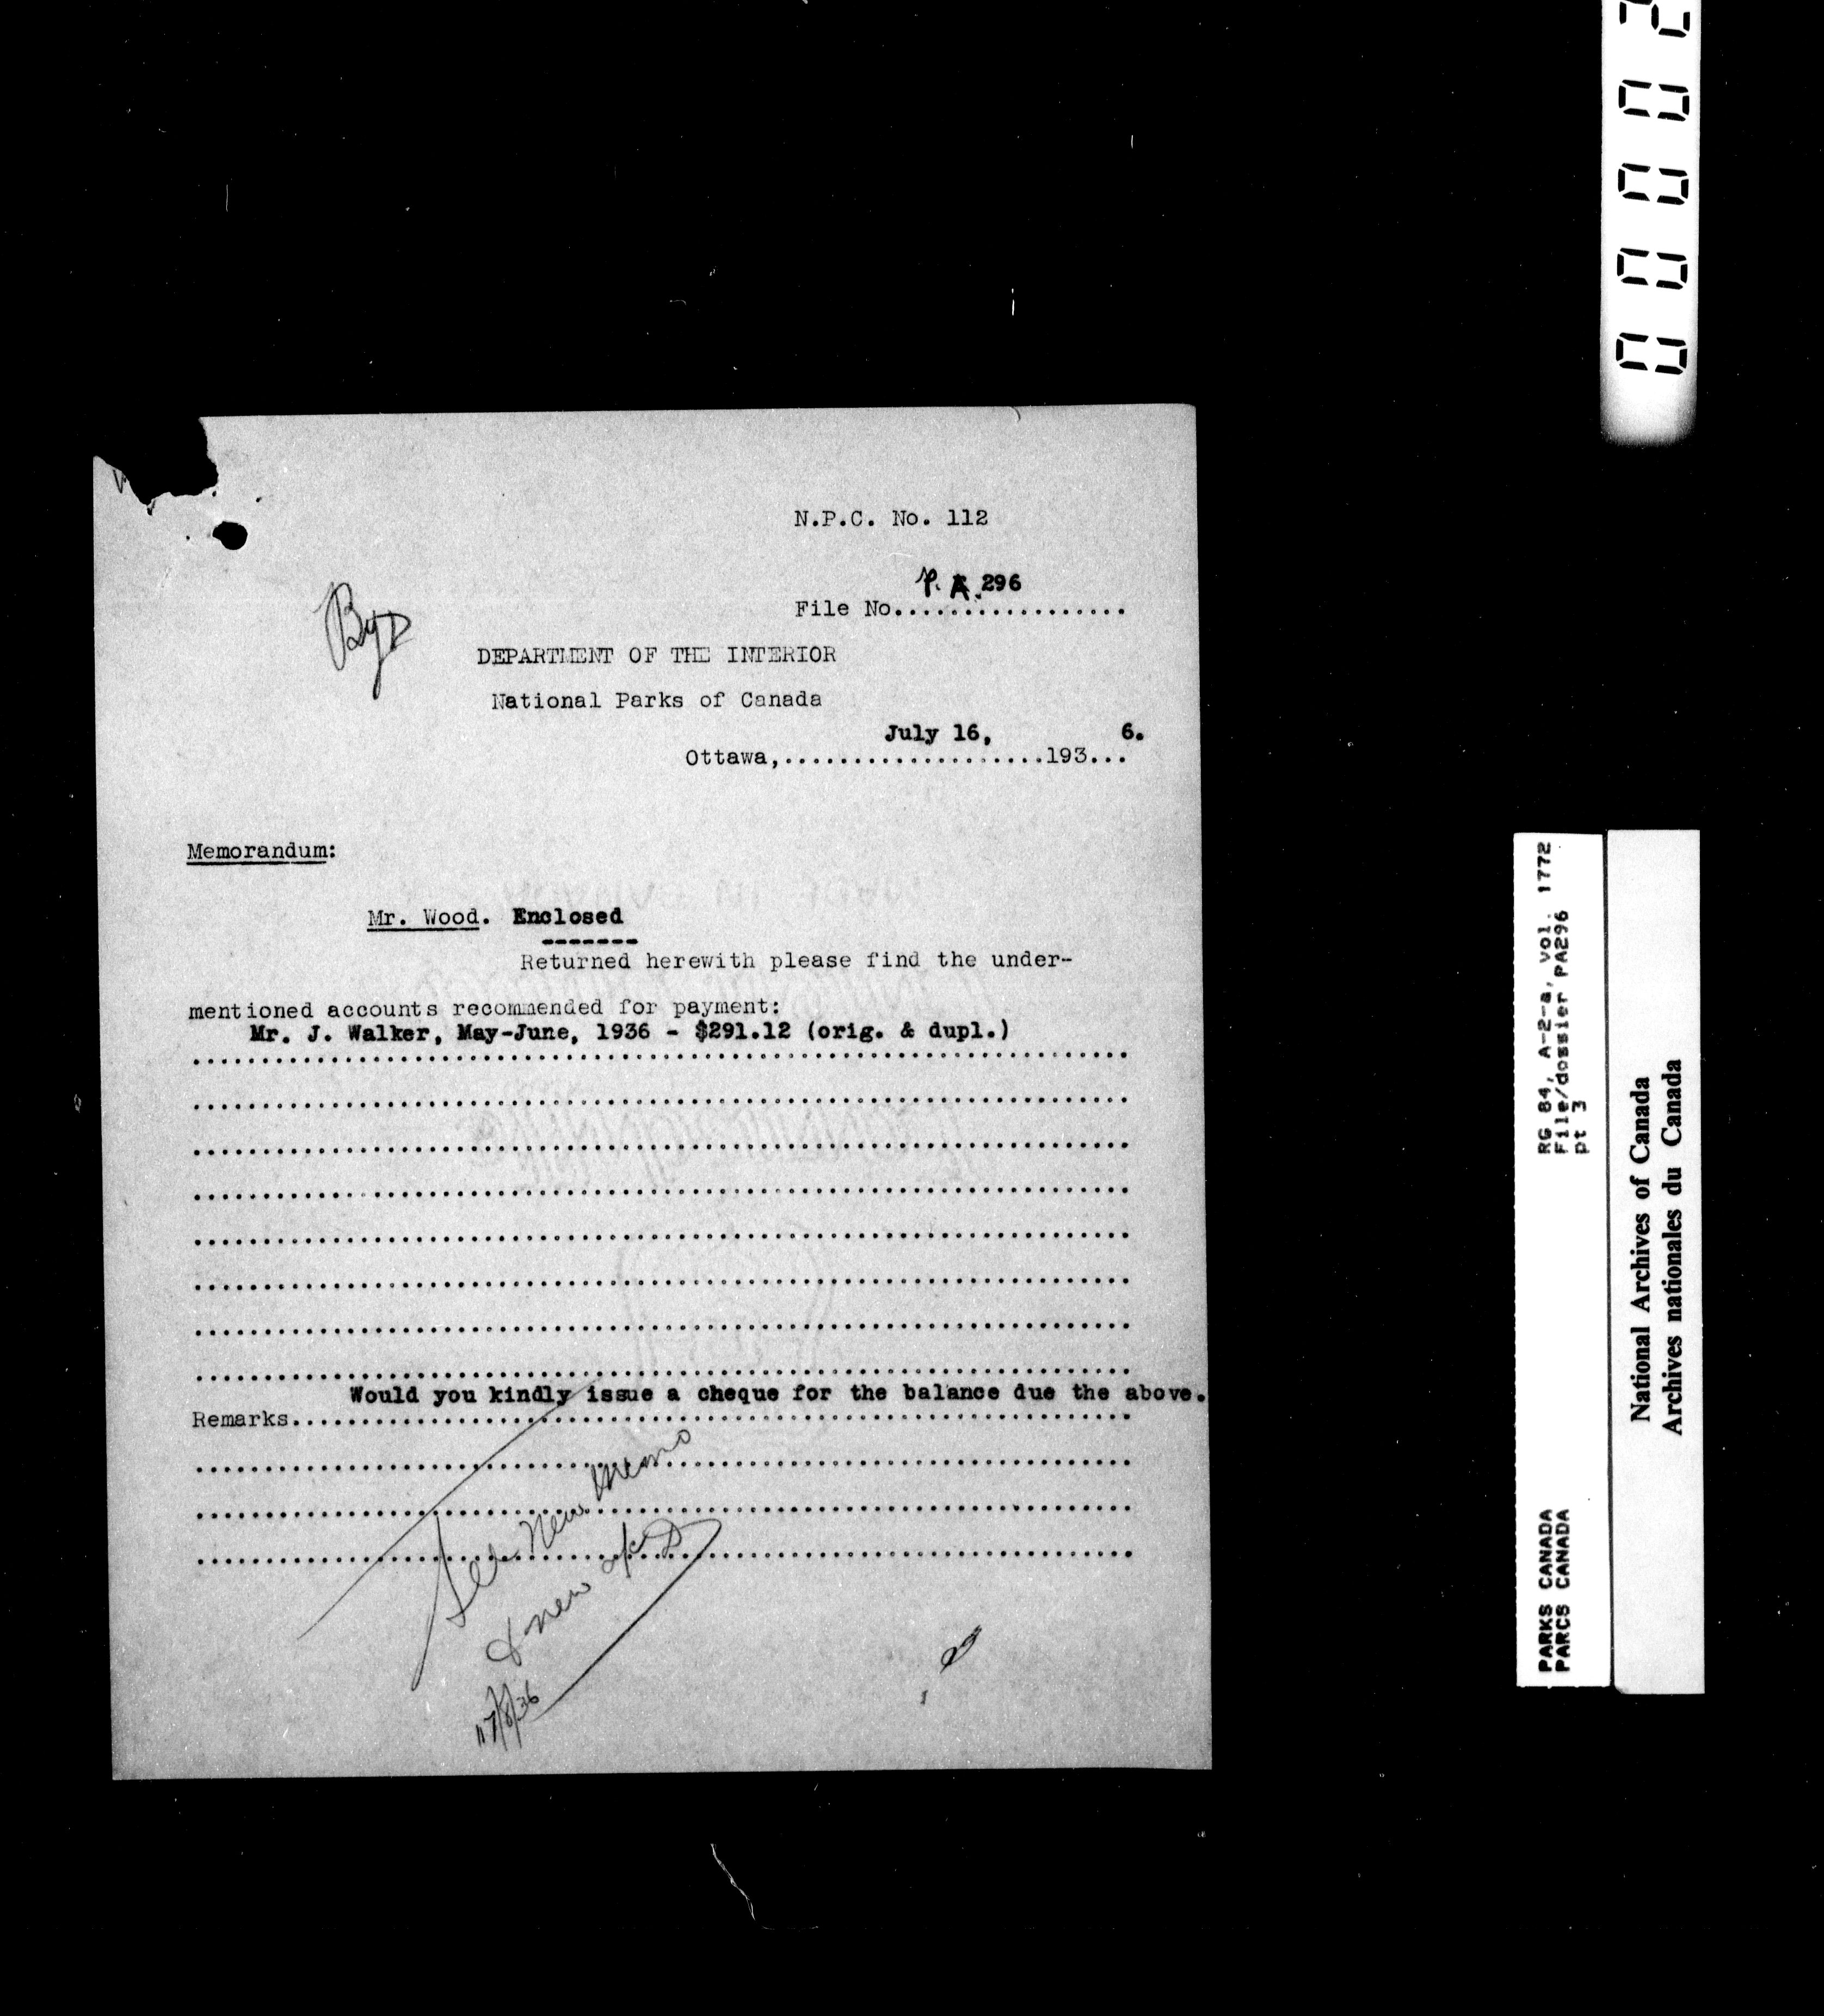 N.P.C. No. 112
P.A.296
File No..................
DEPARTMENT OF THE INTERIOR
National Parks of Canada
July 16, 6.
Ottawa,...................193...
Memorandum:
Mr. Wood. Enclosed
-------
Returned herewith please find the under-
mentioned accounts recommended for payment:
Mr. J. Walker, May-June, 1936 - $291.12 (orig. & dupl.)
Would you kindly issue a cheque for the balance due the above.
Remarks
See New Memo
& new a/c
17/8/36
RG 84, A-2-a, vol. 1772
File/dossier PA296
pt 3
PARKS CANADA
PARCS CANADA
National Archives of Canada
Archives nationales du Canada